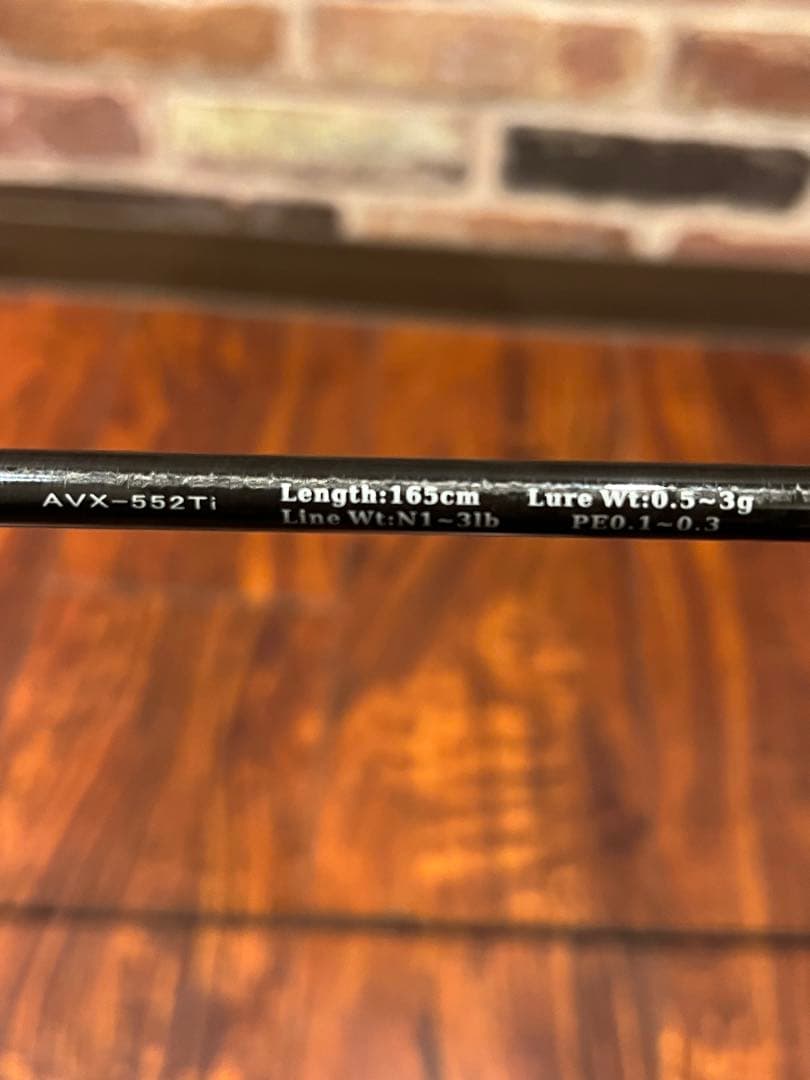 AVX-552Ti Length:165cm Lure Wt:0.5~3g
Line Wt:N1~3lb PE0.1~0.3